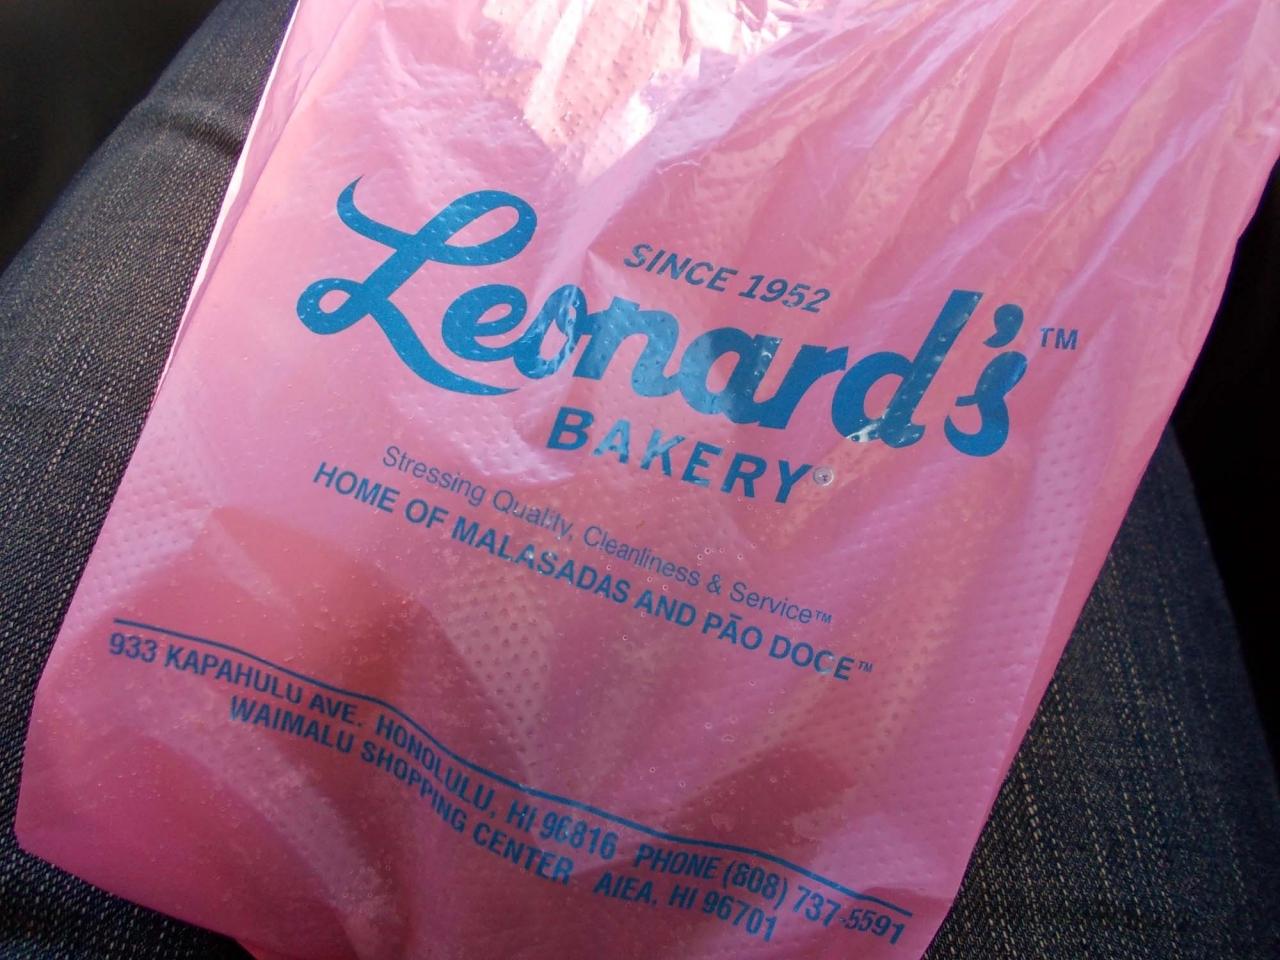 SINCE 1952
Leonard's™
BAKERY®
Stressing Quality, Cleanliness & Service™
HOME OF MALASADAS AND PÃO DOCE™
933 KAPAHULU AVE. HONOLULU, HI 96816 PHONE (808) 737-5591
WAIMALU SHOPPING CENTER AIEA, HI 96701